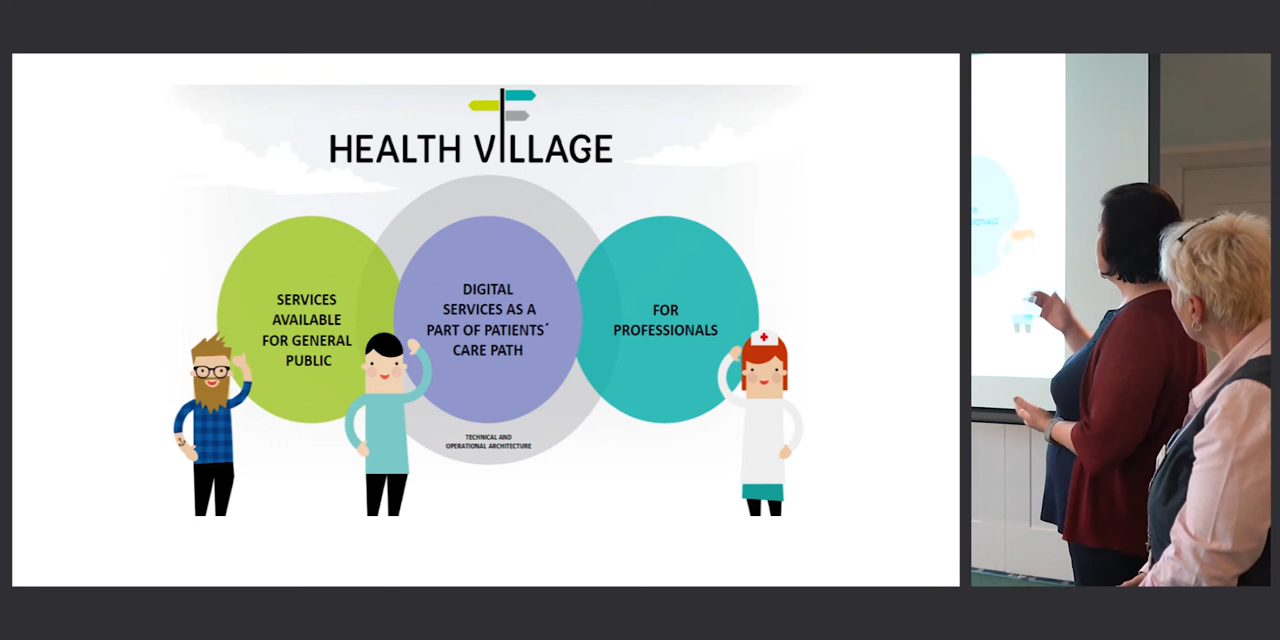 HEALTH VILLAGE
SERVICES
AVAILABLE
FOR GENERAL
PUBLIC
DIGITAL
SERVICES AS A
PART OF PATIENTS´
CARE PATH
FOR
PROFESSIONALS
TECHNICAL AND
OPERATIONAL ARCHITECTURE